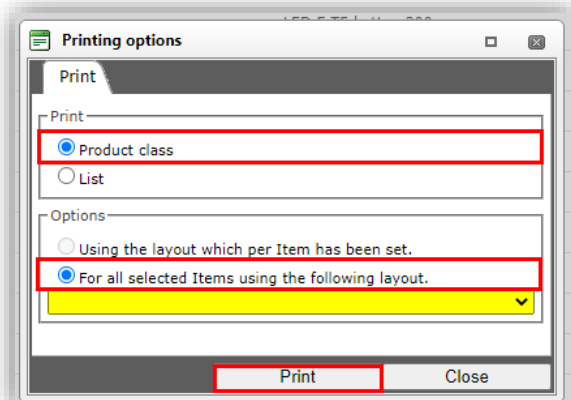 Printing options
Print
Print
Product class
List
Options
Using the layout which per Item has been set.
For all selected Items using the following layout.
Print
Close